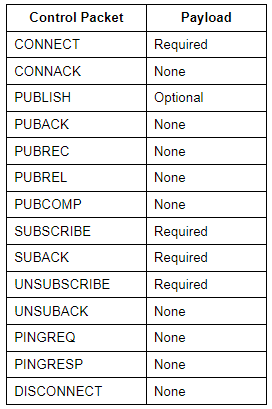 Control Packet Payload
CONNECT Required
CONNACK None
PUBLISH Optional
PUBACK None
PUBREC None
PUBREL None
PUBCOMP None
SUBSCRIBE Required
SUBACK Required
UNSUBSCRIBE Required
UNSUBACK None
PINGREQ None
PINGRESP None
DISCONNECT None